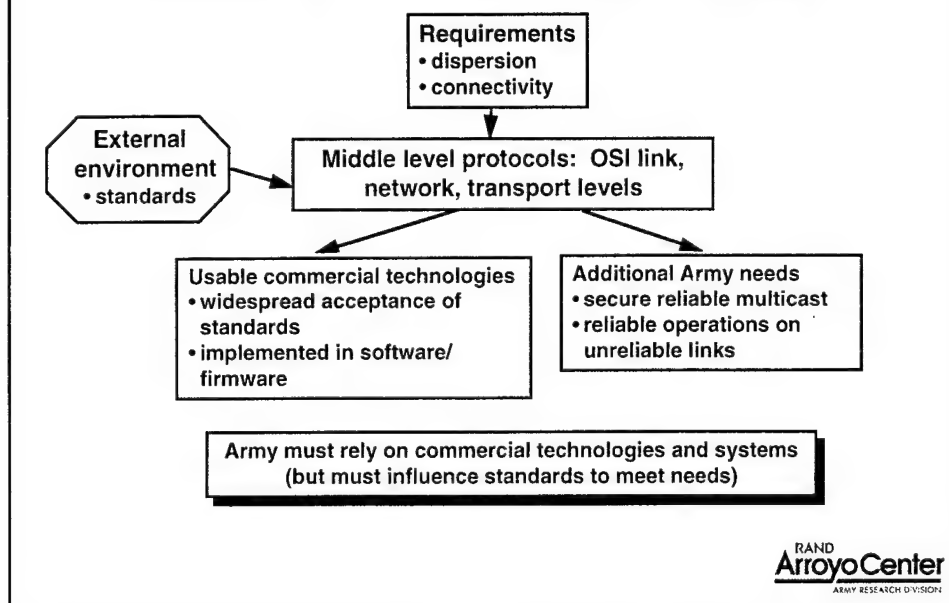 Requirements
• dispersion
• connectivity
External
environment
• standards
Middle level protocols: OSI link,
network, transport levels
Usable commercial technologies
• widespread acceptance of
standards
• implemented in software/
firmware
Additional Army needs
• secure reliable multicast
• reliable operations on
unreliable links
Army must rely on commercial technologies and systems
(but must influence standards to meet needs)
RAND
Arroyo Center
ARMY RESEARCH DIVISION